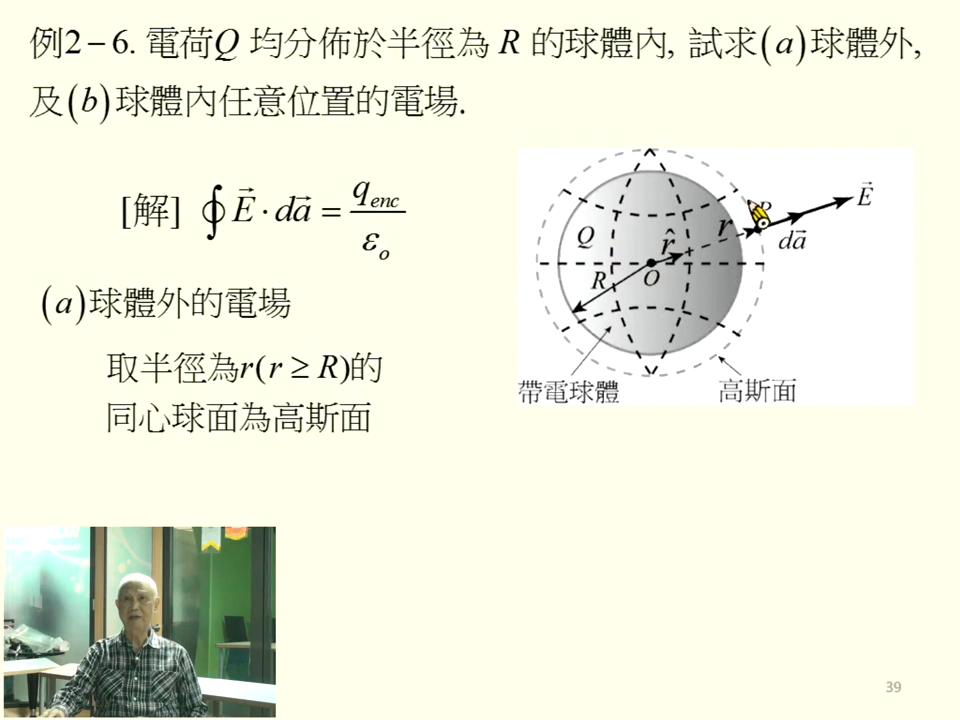 例2－6. 電荷Q 均分佈於半徑為 R 的球體內, 試求(a)球體外,
及(b)球體內任意位置的電場.
[解] ∮E⃗·da⃗ = q_enc/ε_o
(a)球體外的電場
取半徑為r(r ≥ R)的
同心球面為高斯面
E⃗
da⃗
Q
r̂
r
R
O
帶電球體
高斯面
39